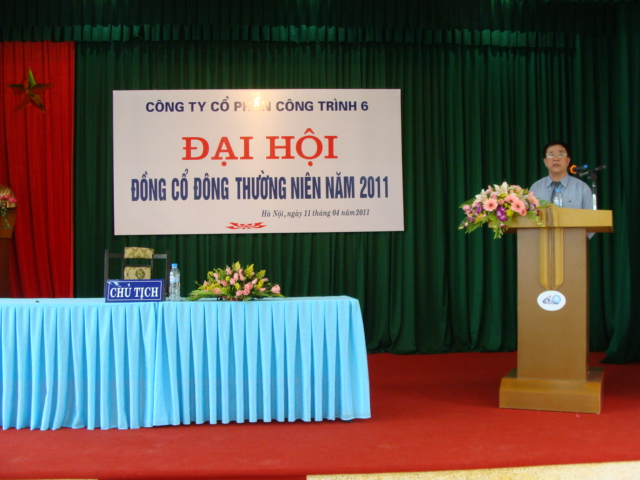 CÔNG TY CỔ PHẦN CÔNG TRÌNH 6
ĐẠI HỘI
ĐỒNG CỔ ĐÔNG THƯỜNG NIÊN NĂM 2011
Hà Nội, ngày 11 tháng 04 năm 2011
CHỦ TỊCH